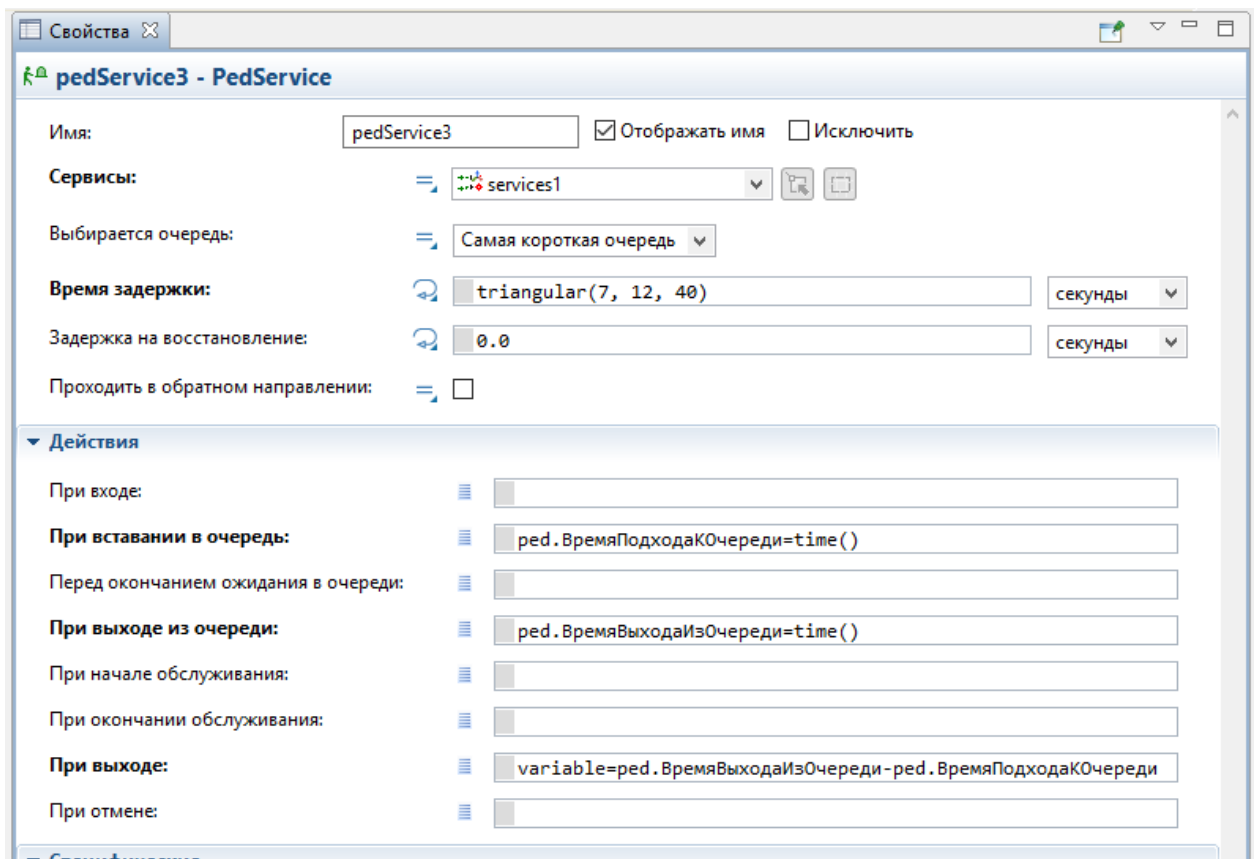 Свойства
pedService3 - PedService
Имя: pedService3 Отображать имя Исключить
Сервисы: services1
Выбирается очередь: Самая короткая очередь
Время задержки: triangular(7, 12, 40) секунды
Задержка на восстановление: 0.0 секунды
Проходить в обратном направлении:
Действия
При входе:
При вставании в очередь: ped.ВремяПодходаКОчереди=time()
Перед окончанием ожидания в очереди:
При выходе из очереди: ped.ВремяВыходаИзОчереди=time()
При начале обслуживания:
При окончании обслуживания:
При выходе: variable=ped.ВремяВыходаИзОчереди-ped.ВремяПодходаКОчереди
При отмене: